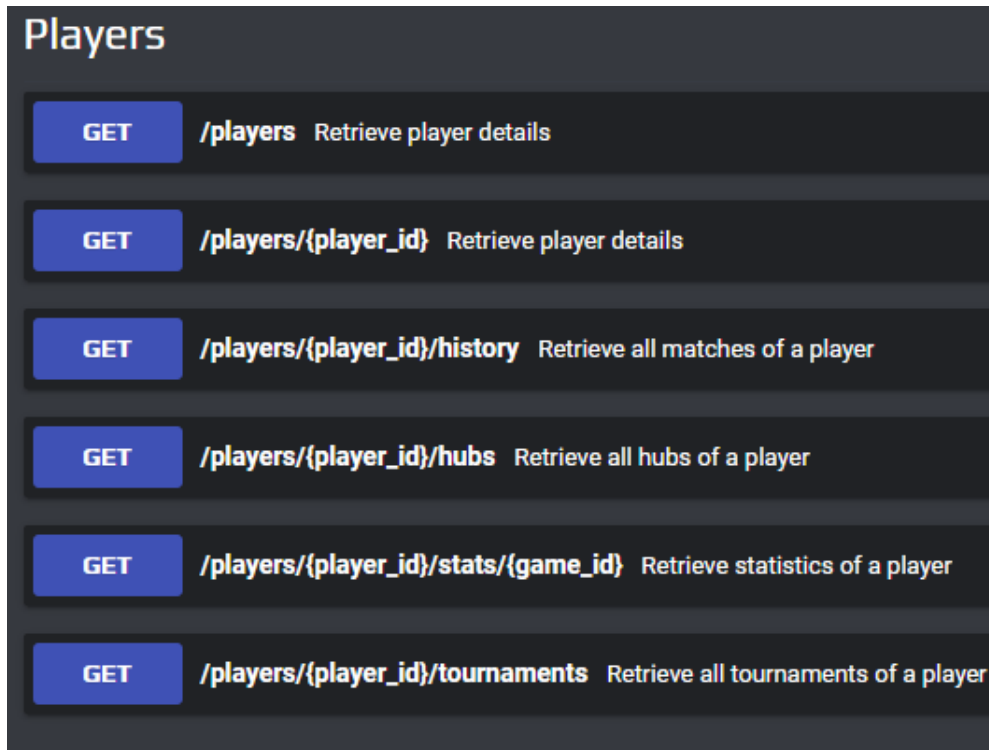 Players
GET /players Retrieve player details
GET /players/{player_id} Retrieve player details
GET /players/{player_id}/history Retrieve all matches of a player
GET /players/{player_id}/hubs Retrieve all hubs of a player
GET /players/{player_id}/stats/{game_id} Retrieve statistics of a player
GET /players/{player_id}/tournaments Retrieve all tournaments of a player